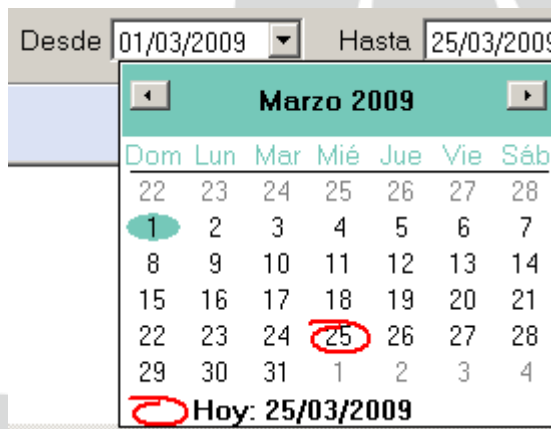 Desde 01/03/2009 Hasta 25/03/2009
Marzo 2009
Dom Lun Mar Mié Jue Vie Sáb
22 23 24 25 26 27 28
1 2 3 4 5 6 7
8 9 10 11 12 13 14
15 16 17 18 19 20 21
22 23 24 25 26 27 28
29 30 31 1 2 3 4
Hoy: 25/03/2009